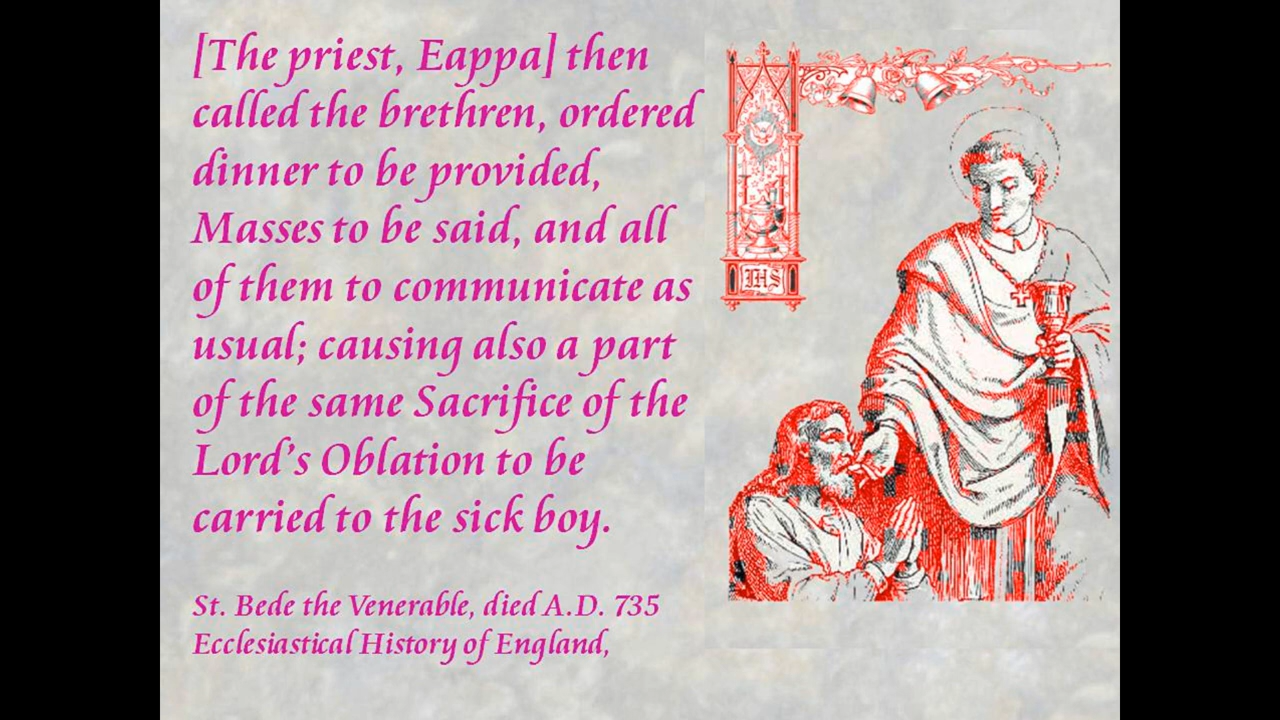 [The priest, Eappa] then
called the brethren, ordered
dinner to be provided,
Masses to be said, and all
of them to communicate as
usual; causing also a part
of the same Sacrifice of the
Lord's Oblation to be
carried to the sick boy.
St. Bede the Venerable, died A.D. 735
Ecclesiastical History of England,
IHS